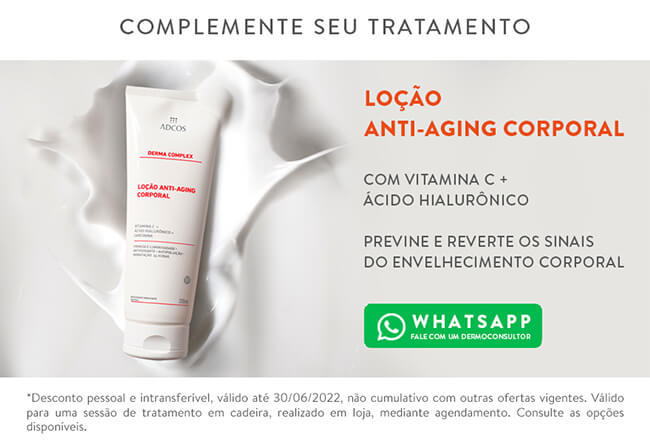 COMPLEMENTE SEU TRATAMENTO
ADCOS
DERMA COMPLEX
LOÇÃO ANTI-AGING
CORPORAL
VITAMINA C +
ÁCIDO HIALURÔNICO +
LOÇÃO
ANTI-AGING CORPORAL
COM VITAMINA C +
ÁCIDO HIALURÔNICO
PREVINE E REVERTE OS SINAIS
DO ENVELHECIMENTO CORPORAL
WHATSAPP
FALE COM UM DERMOCONSULTOR
*Desconto pessoal e intransferível, válido até 30/06/2022, não cumulativo com outras ofertas vigentes. Válido
para uma sessão de tratamento em cadeira, realizado em loja, mediante agendamento. Consulte as opções
disponíveis.